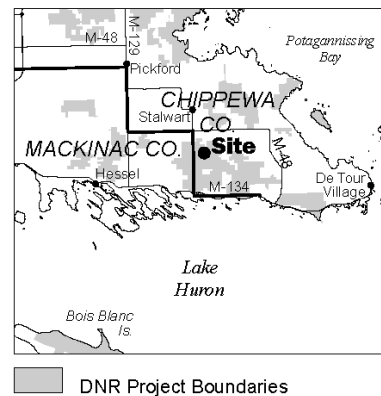 M-48
M-129
Potagannissing
Bay
Pickford
CHIPPEWA
CO.
Stalwart
MACKINAC CO.
Site
M-48
Hessel
M-134
De Tour
Village
Lake
Huron
Bois Blanc
Is.
DNR Project Boundaries